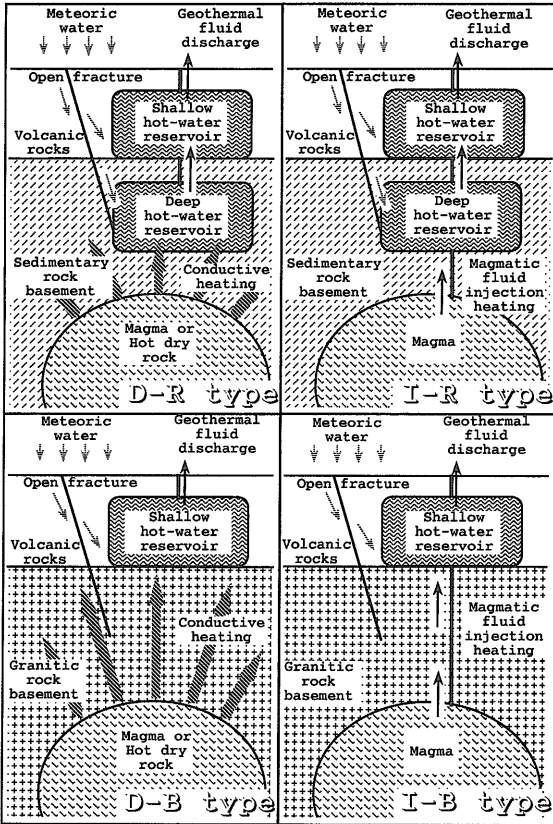 Meteoric
water
Geothermal
fluid
discharge
Open fracture
Shallow
hot-water
reservoir
Volcanic
rocks
Deep
hot-water
reservoir
Sedimentary
rock
basement
Conductive
heating
Magma or
Hot dry
rock
D-R type
Meteoric
water
Geothermal
fluid
discharge
Open fracture
Shallow
hot-water
reservoir
Volcanic
rocks
Deep
hot-water
reservoir
Sedimentary
rock
basement
Magmatic
fluid
injection
heating
Magma
I-R type
Meteoric
water
Geothermal
fluid
discharge
Open fracture
Shallow
hot-water
reservoir
Volcanic
rocks
Conductive
heating
Granitic
rock
basement
Magma or
Hot dry
rock
D-B type
Meteoric
water
Geothermal
fluid
discharge
Open fracture
Shallow
hot-water
reservoir
Volcanic
rocks
Magmatic
fluid
injection
heating
Granitic
rock
basement
Magma
I-B type